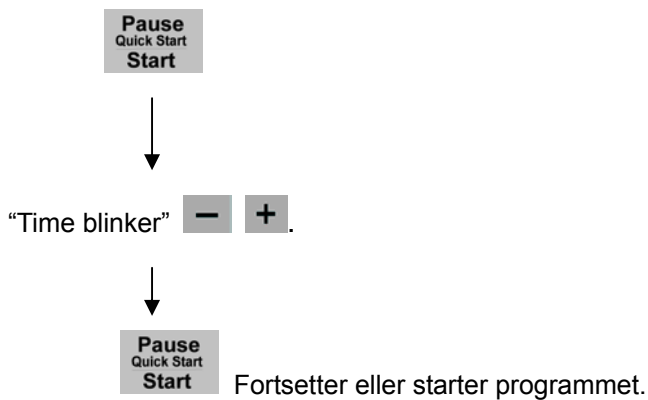 Pause
Quick Start
Start
“Time blinker” − +.
Pause
Quick Start
Start Fortsetter eller starter programmet.